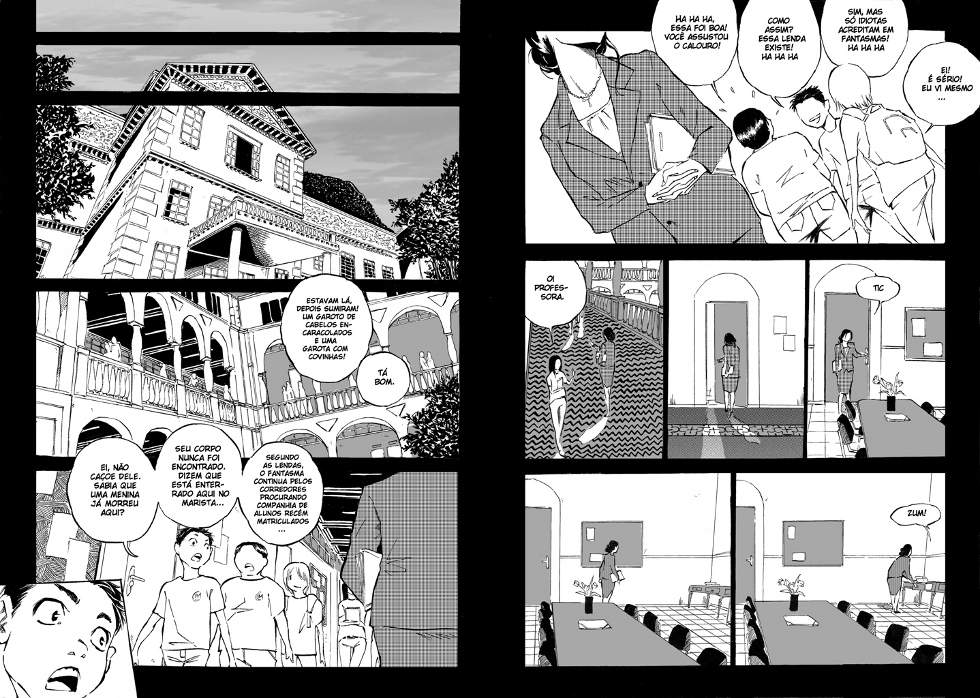 ESTAVAM LÁ,
DEPOIS SUMIRAM!
UM GAROTO DE
CABELOS EN-
CARACOLADOS
E UMA
GAROTA COM
COVINHAS!
TÁ
BOM.
EI, NÃO
CAÇOE DELE.
SABIA QUE
UMA MENINA
JÁ MORREU
AQUI?
SEU CORPO
NUNCA FOI
ENCONTRADO.
DIZEM QUE
ESTÁ ENTER-
RADO AQUI NO
MARISTA...
SEGUNDO
AS LENDAS,
O FANTASMA
CONTINUA PELOS
CORREDORES
PROCURANDO
COMPANHIA DE
ALUNOS RECÉM
MATRICULADOS
...
HA HA HA,
ESSA FOI BOA!
VOCÊ ASSUSTOU
O CALOURO!
COMO
ASSIM?
ESSA LENDA
EXISTE!
HA HA HA
SIM, MAS
SÓ IDIOTAS
ACREDITAM EM
FANTASMAS!
HA HA HA
EI!
É SÉRIO!
EU VI MESMO
...
OI
PROFES-
SORA.
TIC
ZUM!